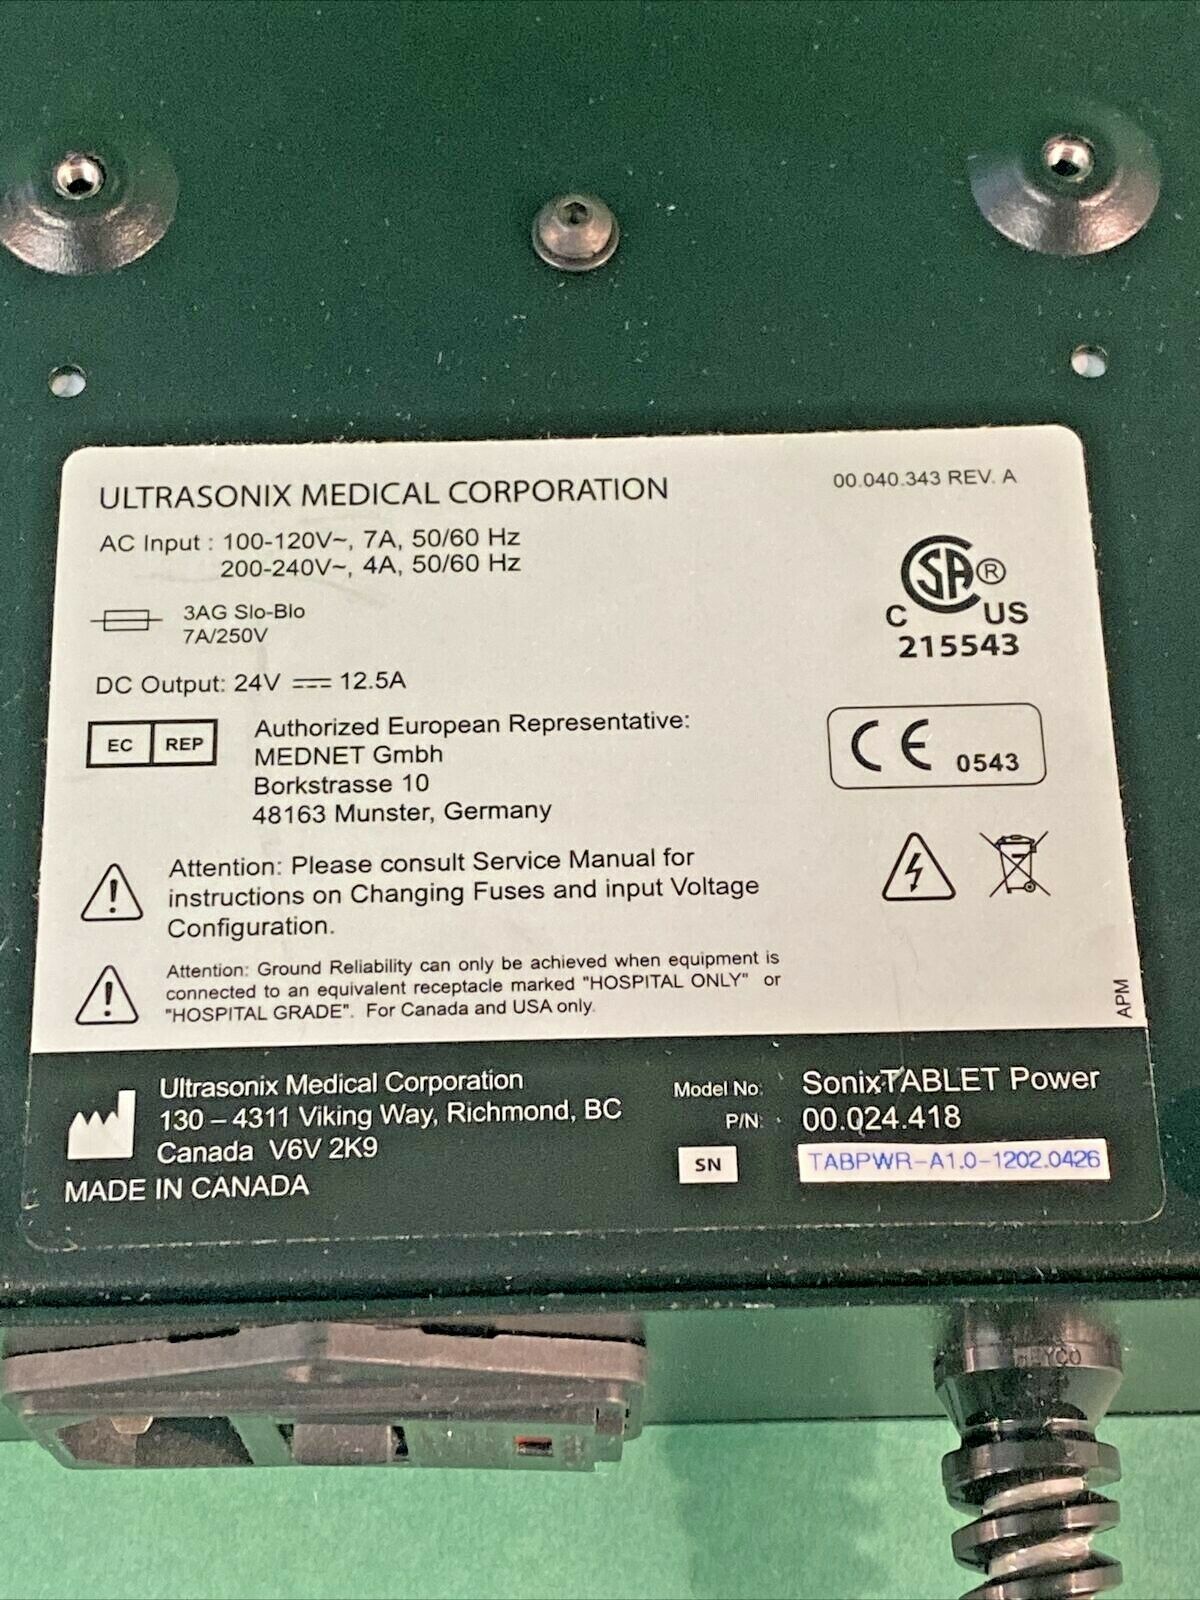 ULTRASONIX MEDICAL CORPORATION
00.040.343 REV. A
AC Input : 100-120V~, 7A, 50/60 Hz
200-240V~, 4A, 50/60 Hz
3AG Slo-Blo
7A/250V
DC Output: 24V 12.5A
SA ®
C US
215543
EC REP
Authorized European Representative:
MEDNET Gmbh
Borkstrasse 10
48163 Munster, Germany
CE 0543
Attention: Please consult Service Manual for
instructions on Changing Fuses and input Voltage
Configuration.
Attention: Ground Reliability can only be achieved when equipment is
connected to an equivalent receptacle marked "HOSPITAL ONLY" or
"HOSPITAL GRADE". For Canada and USA only.
APM
Ultrasonix Medical Corporation
130 – 4311 Viking Way, Richmond, BC
Canada V6V 2K9
MADE IN CANADA
Model No: SonixTABLET Power
P/N: 00.024.418
SN TABPWR-A1.0-1202.0426